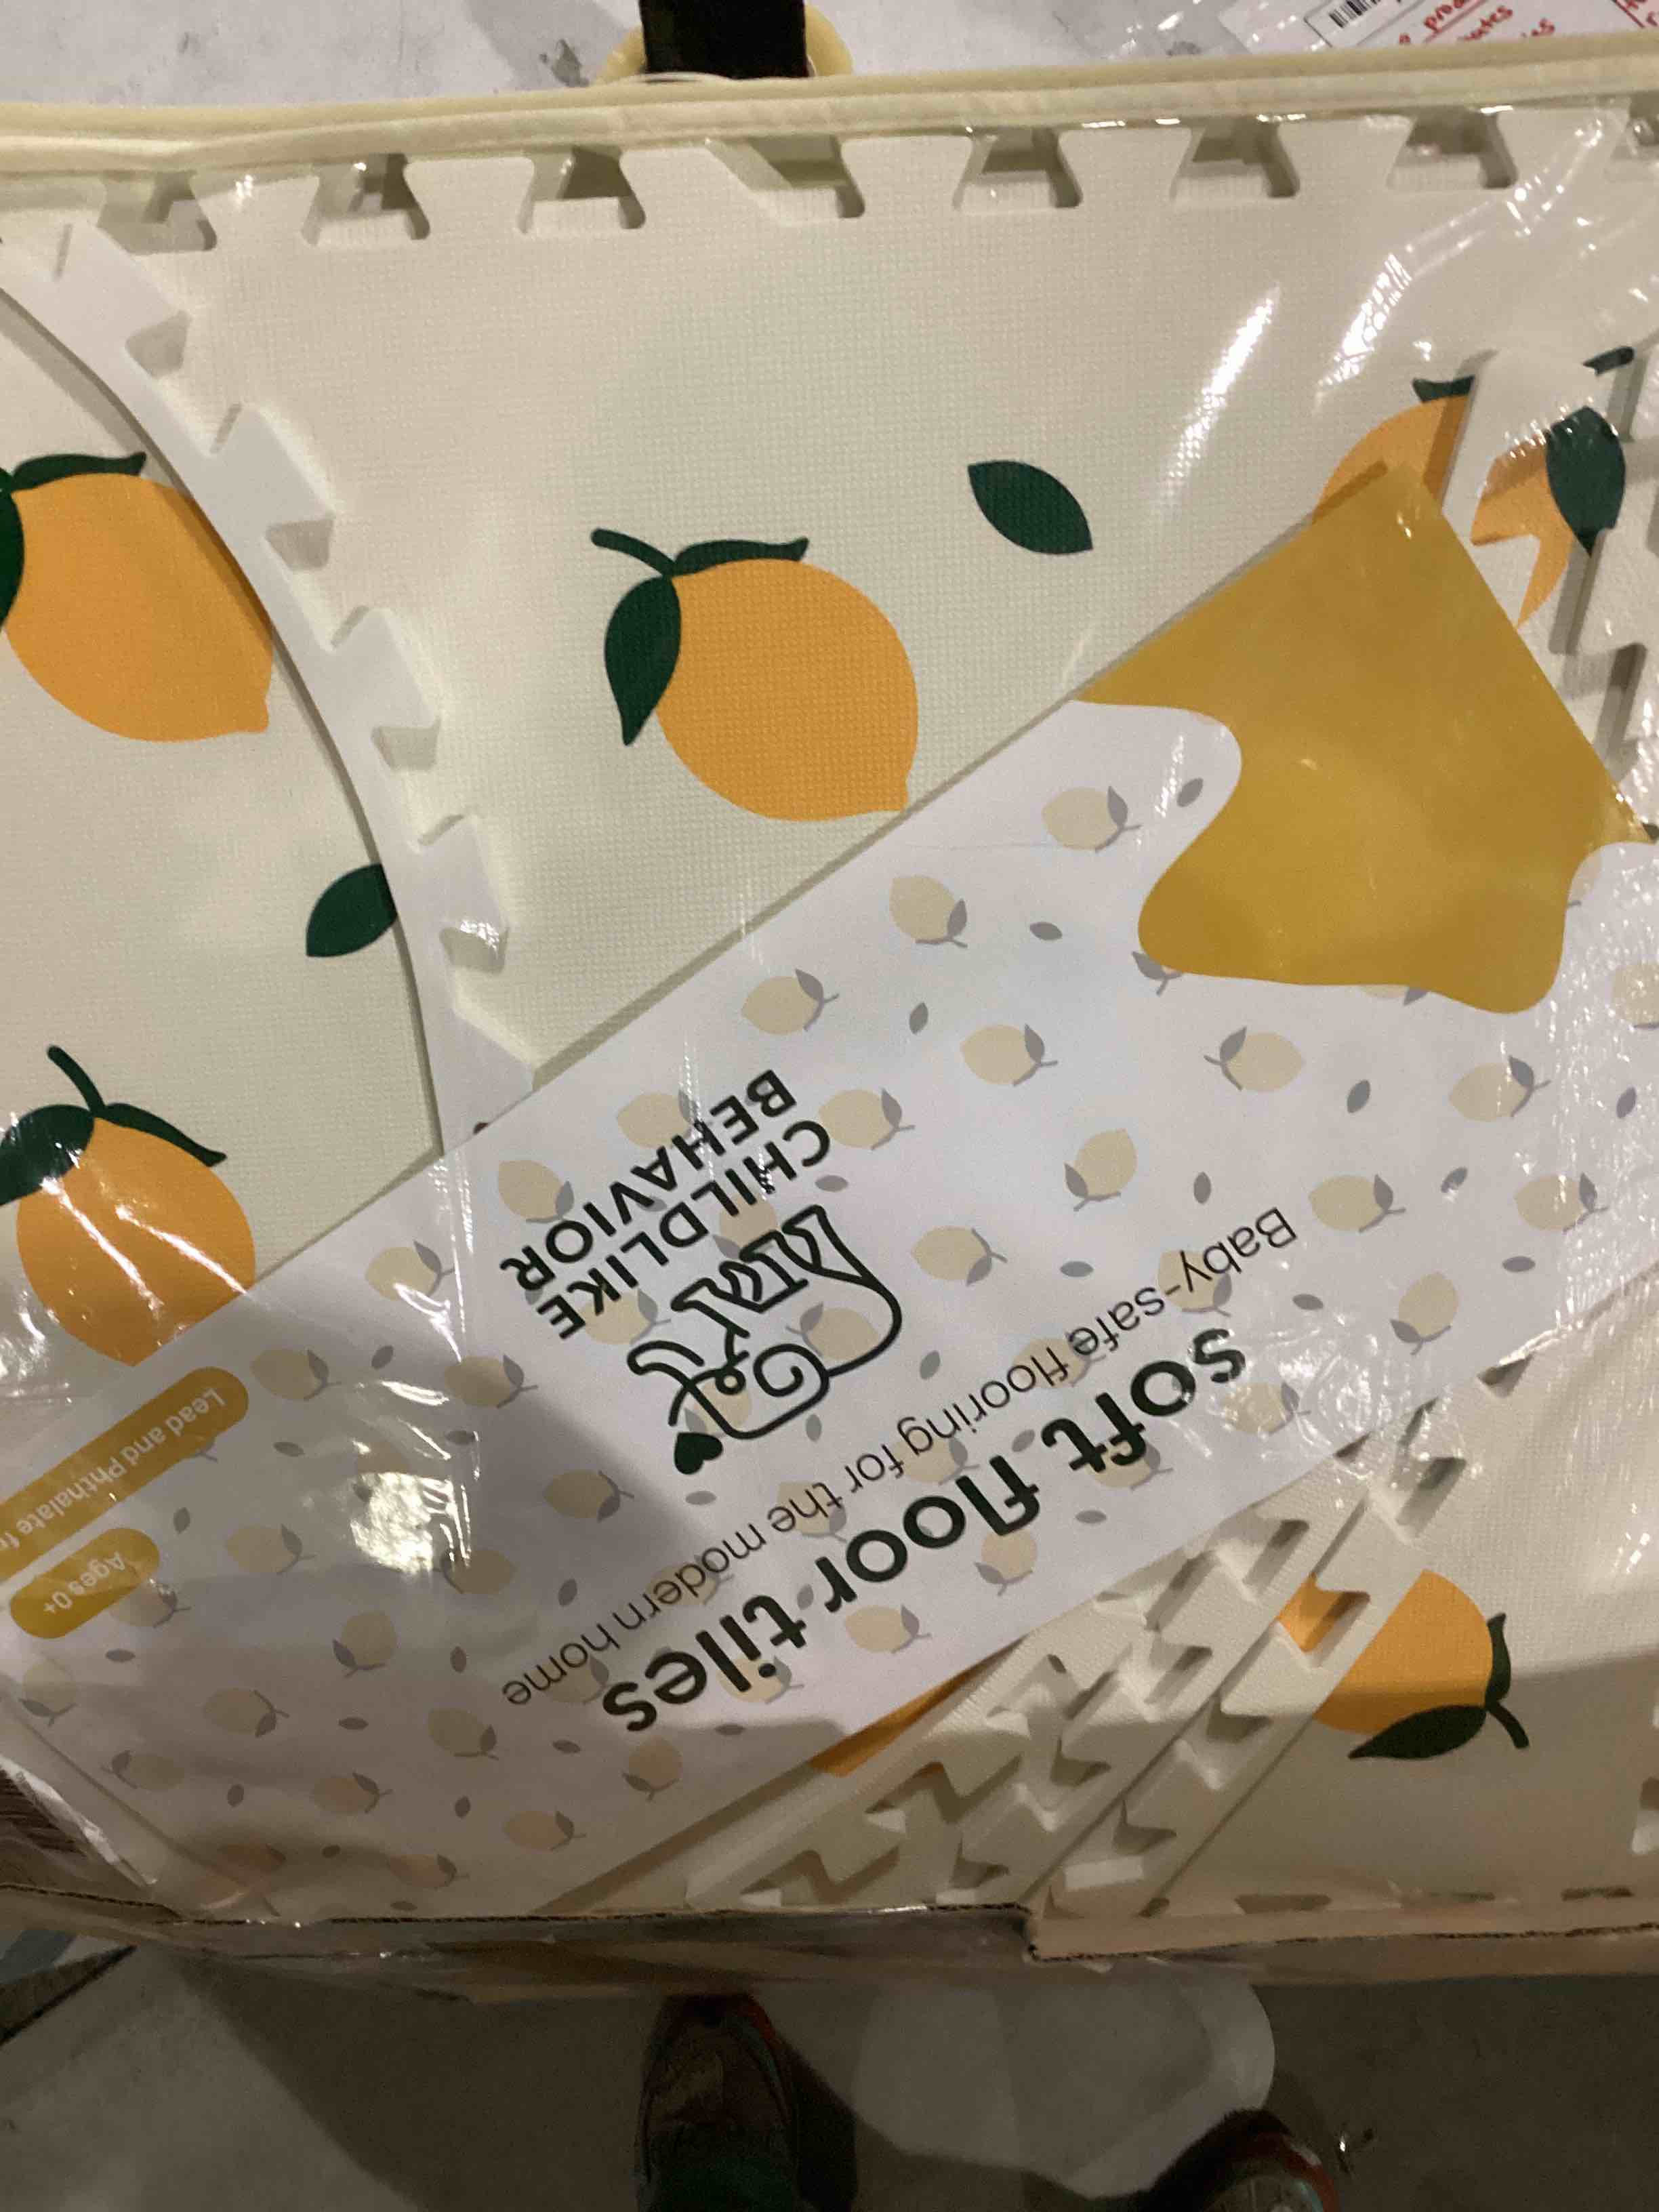 soft floor tiles
Baby-safe flooring for the modern home
CHILDLIKE
BEHAVIOR
Ages 0+
Lead and Phthalate